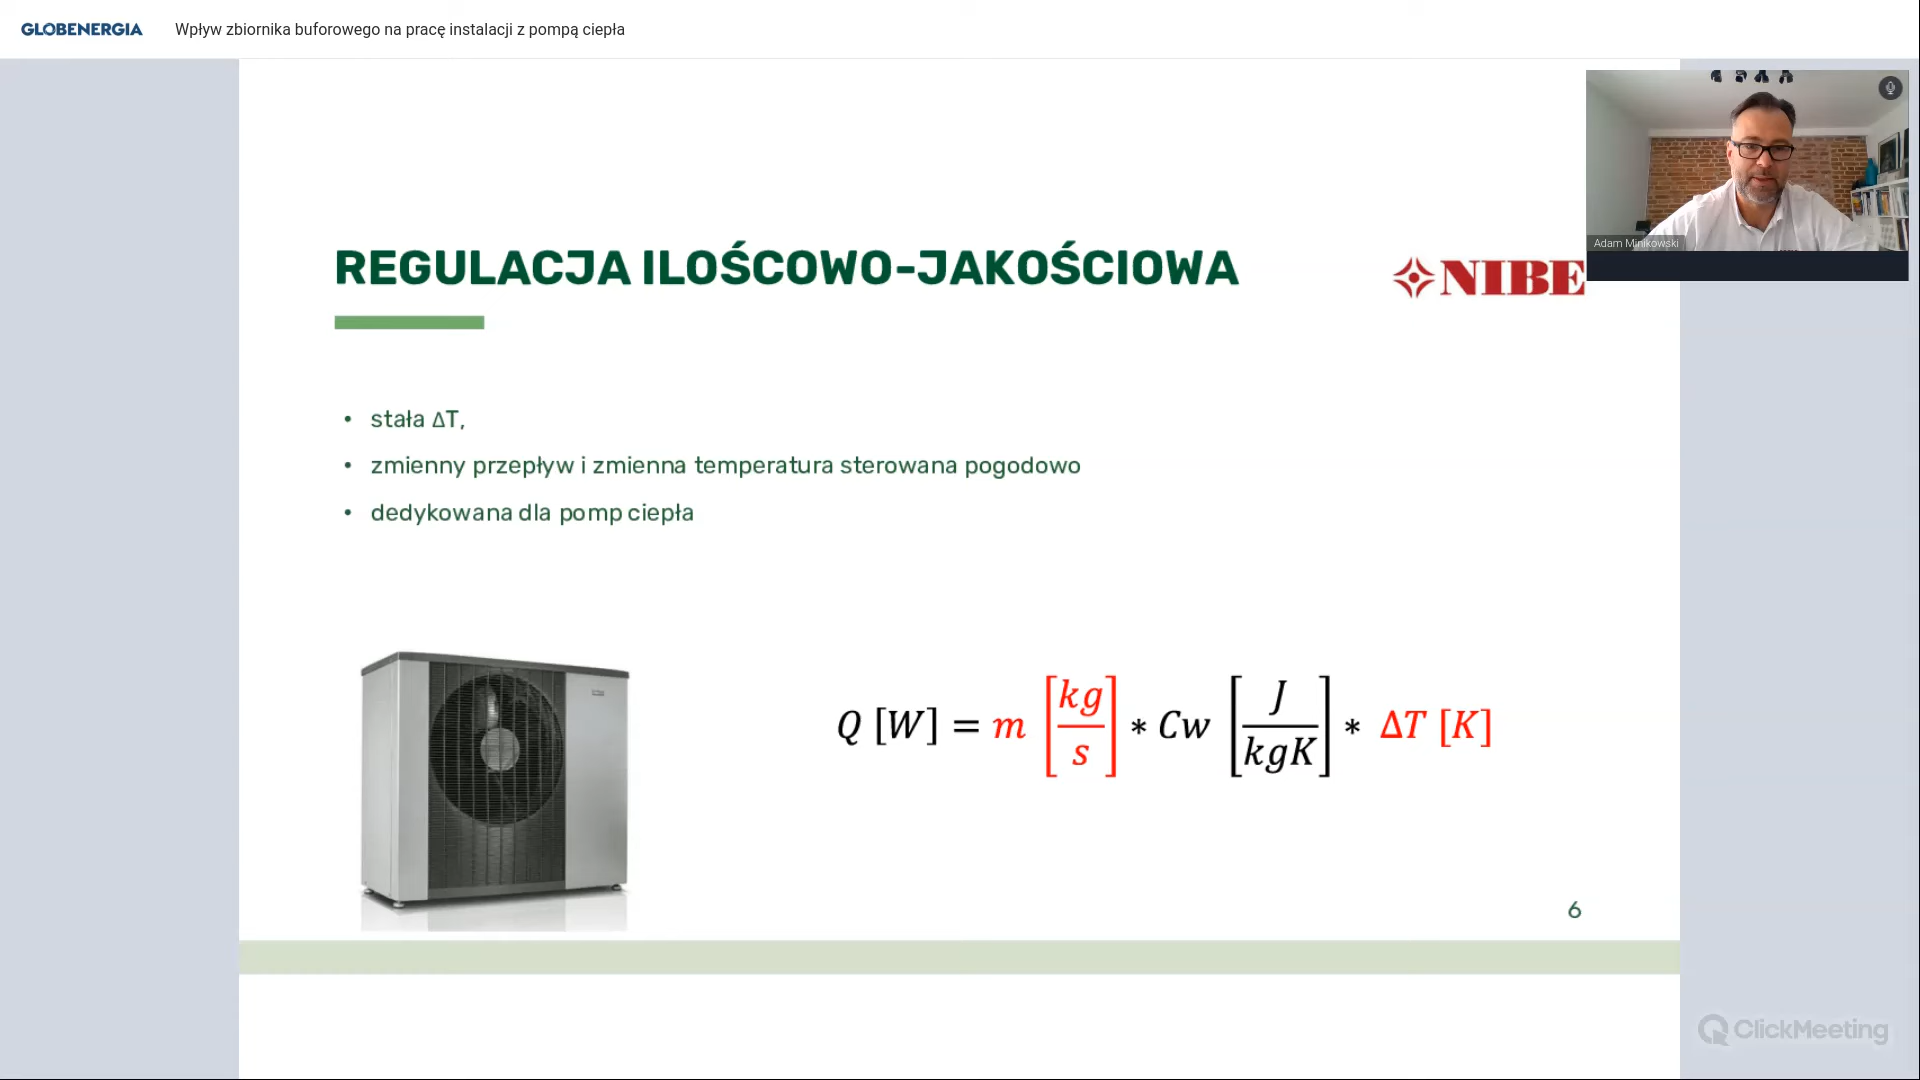 GLOBENERGIA
Wpływ zbiornika buforowego na pracę instalacji z pompą ciepła
Adam Minikowski
REGULACJA ILOŚCOWO-JAKOŚCIOWA
NIBE
• stała ΔT,
• zmienny przepływ i zmienna temperatura sterowana pogodowo
• dedykowana dla pomp ciepła
Q [W] = m [kg/s] * Cw [J/kgK] * ΔT [K]
6
ClickMeeting